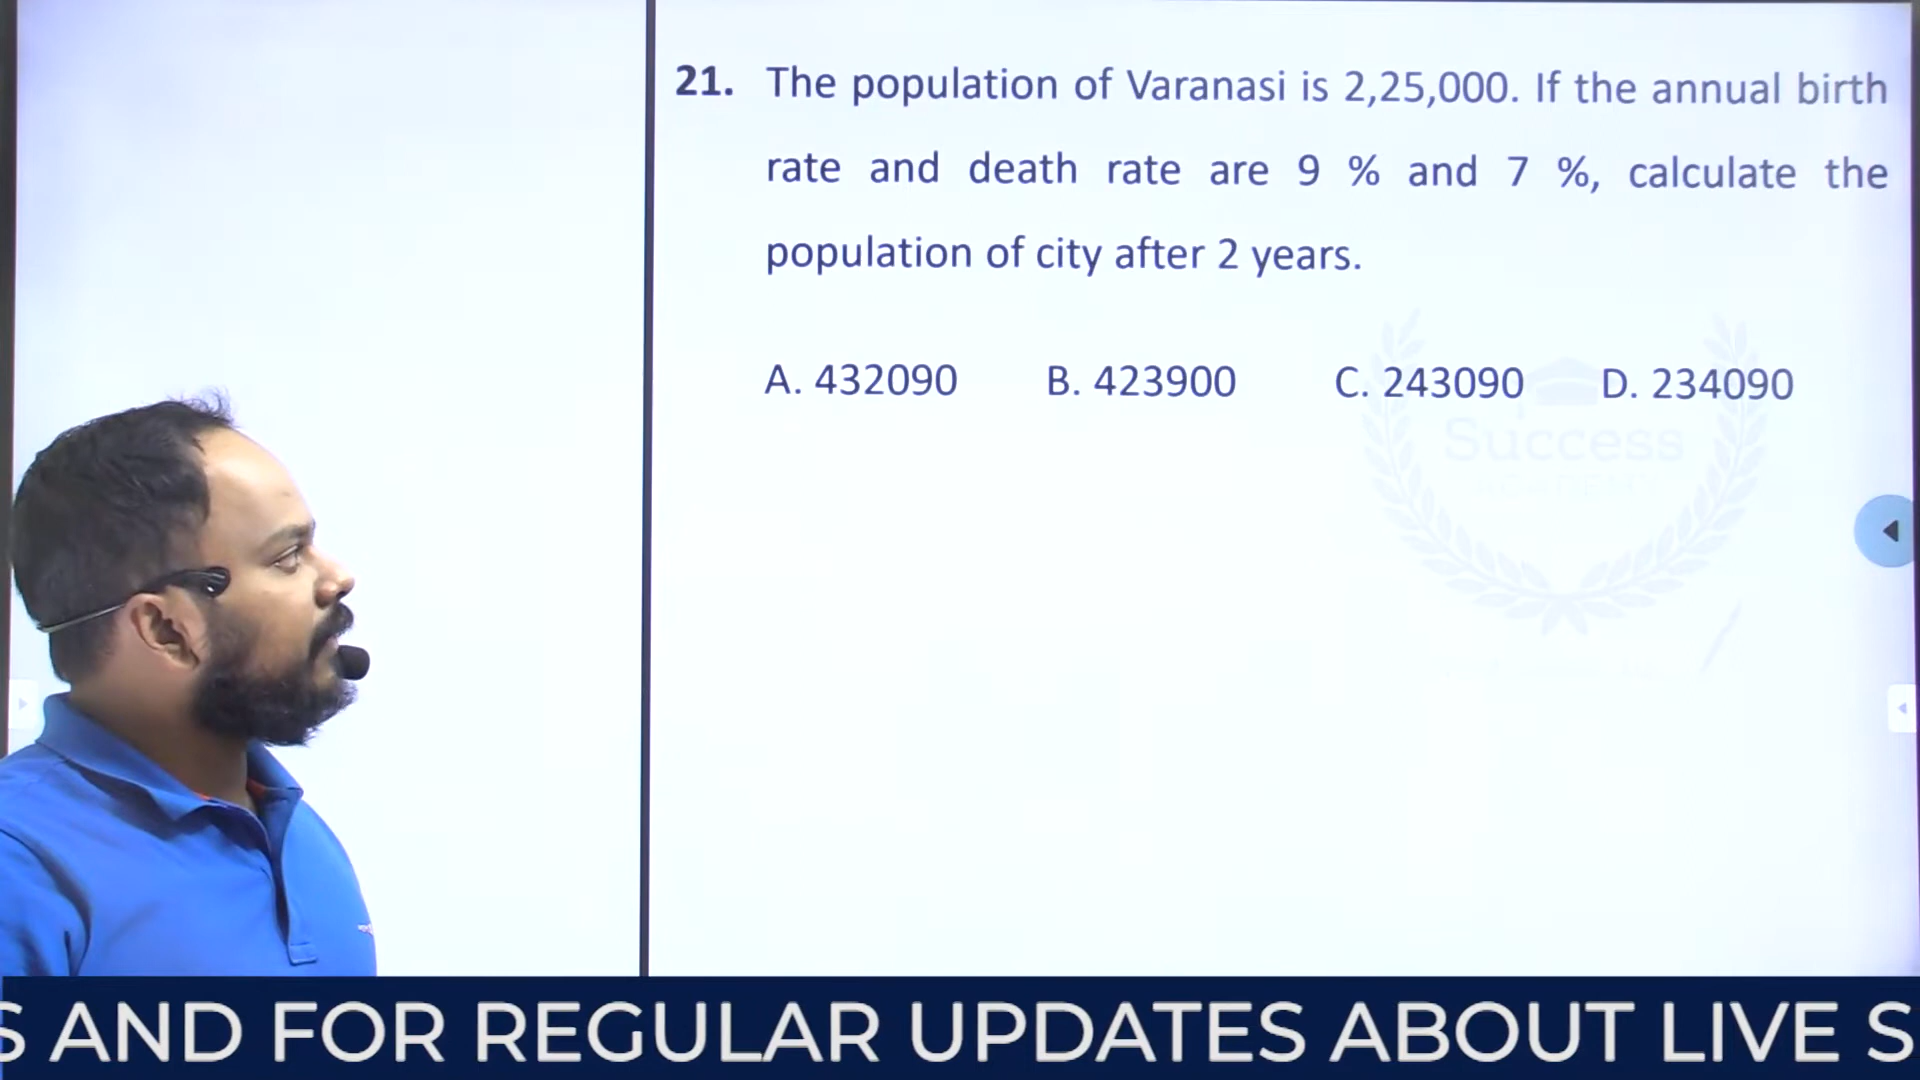 21. The population of Varanasi is 2,25,000. If the annual birth
rate and death rate are 9 % and 7 %, calculate the
population of city after 2 years.
A. 432090 B. 423900 C. 243090 D. 234090
Success
ACADEMY
S AND FOR REGULAR UPDATES ABOUT LIVE S